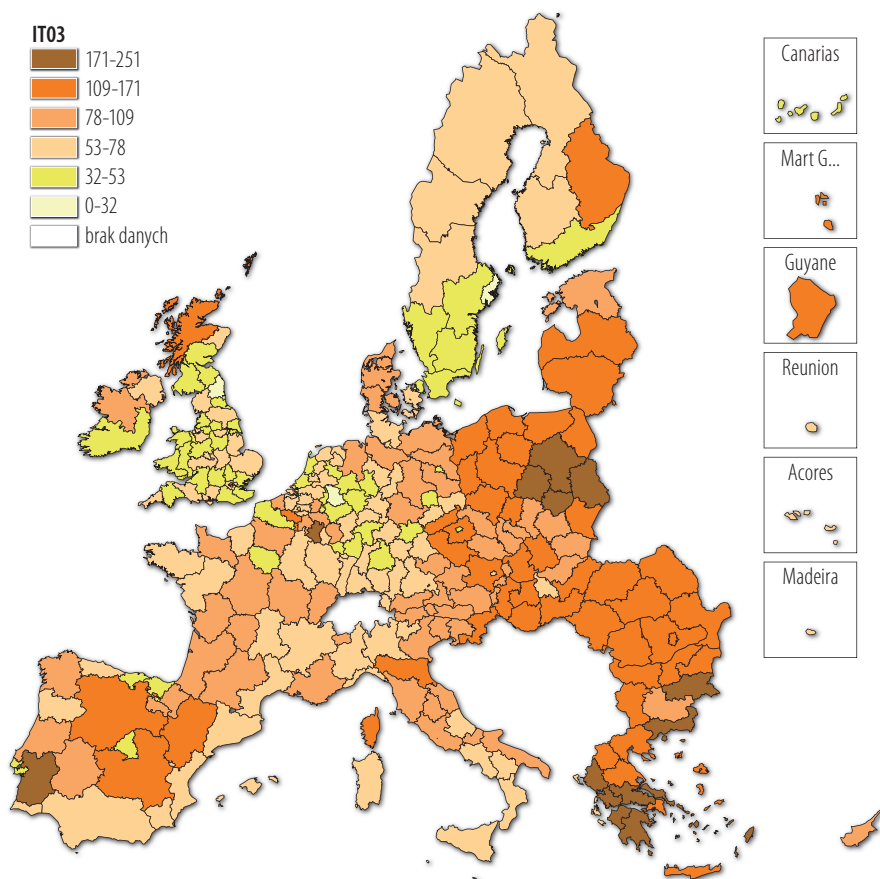 IT03
171-251
109-171
78-109
53-78
32-53
0-32
brak danych
Canarias
Mart G...
Guyane
Reunion
Acores
Madeira